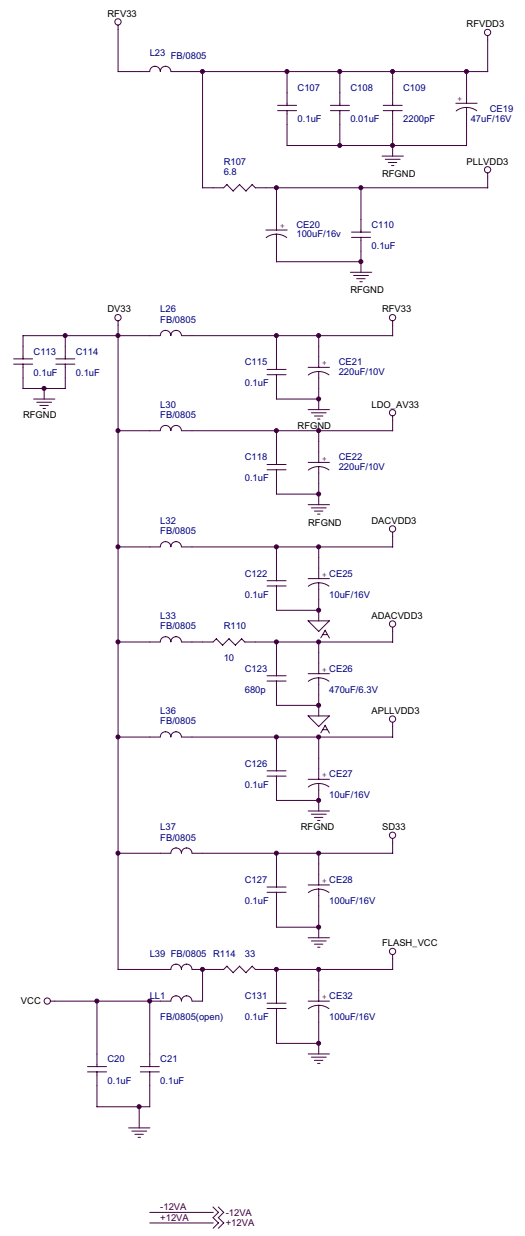 RFV33
RFVDD3
L23 FB/0805
C107
0.1uF
C108
0.01uF
C109
2200pF
+
CE19
47uF/16V
RFGND
R107
6.8
PLLVDD3
+
CE20
100uF/16v
C110
0.1uF
RFGND
DV33
L26
FB/0805
RFV33
C113
0.1uF
C114
0.1uF
RFGND
C115
0.1uF
+
CE21
220uF/10V
RFGND
L30
FB/0805
LDO_AV33
C118
0.1uF
+
CE22
220uF/10V
RFGND
L32
FB/0805
DACVDD3
C122
0.1uF
+
CE25
10uF/16V
A
L33
FB/0805
R110
10
ADACVDD3
C123
680p
+
CE26
470uF/6.3V
A
L36
FB/0805
APLLVDD3
C126
0.1uF
+
CE27
10uF/16V
RFGND
L37
FB/0805
SD33
C127
0.1uF
+
CE28
100uF/16V
L39 FB/0805 R114 33
FLASH_VCC
VCC
LL1
FB/0805(open)
C131
0.1uF
+
CE32
100uF/16V
C20
0.1uF
C21
0.1uF
-12VA -12VA
+12VA +12VA